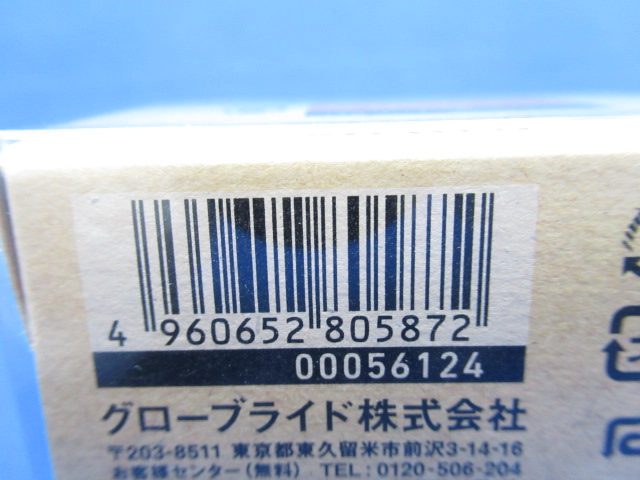 4 960652 805872
00056124
グローブライド株式会社
〒203-8511 東京都東久留米市前沢3-14-16
お客様センター(無料) TEL:0120-506-204